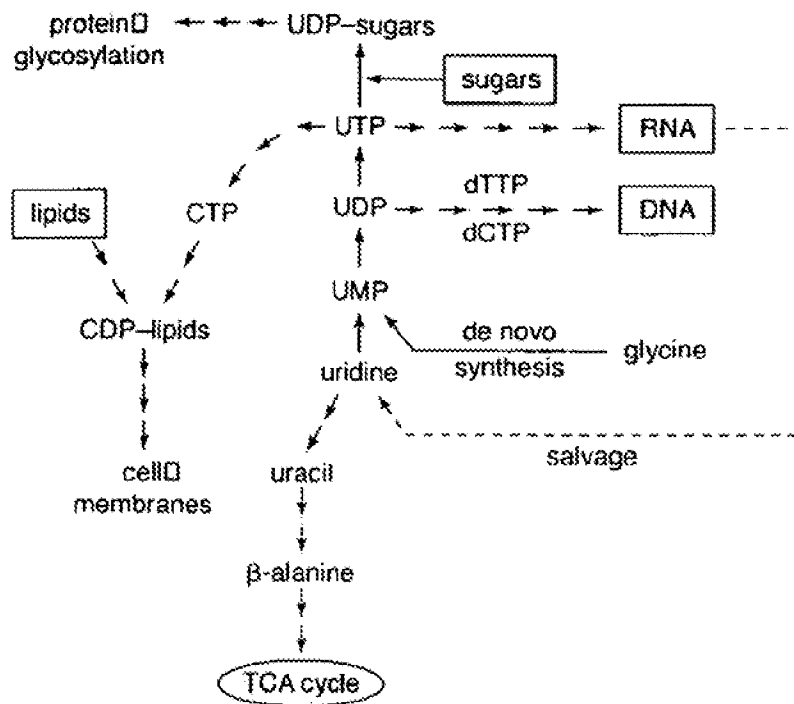 protein□ UDP–sugars
glycosylation
sugars
UTP RNA
dTTP
lipids CTP UDP DNA
dCTP
UMP
CDP–lipids de novo
synthesis glycine
uridine
salvage
cell□ uracil
membranes
β-alanine
TCA cycle